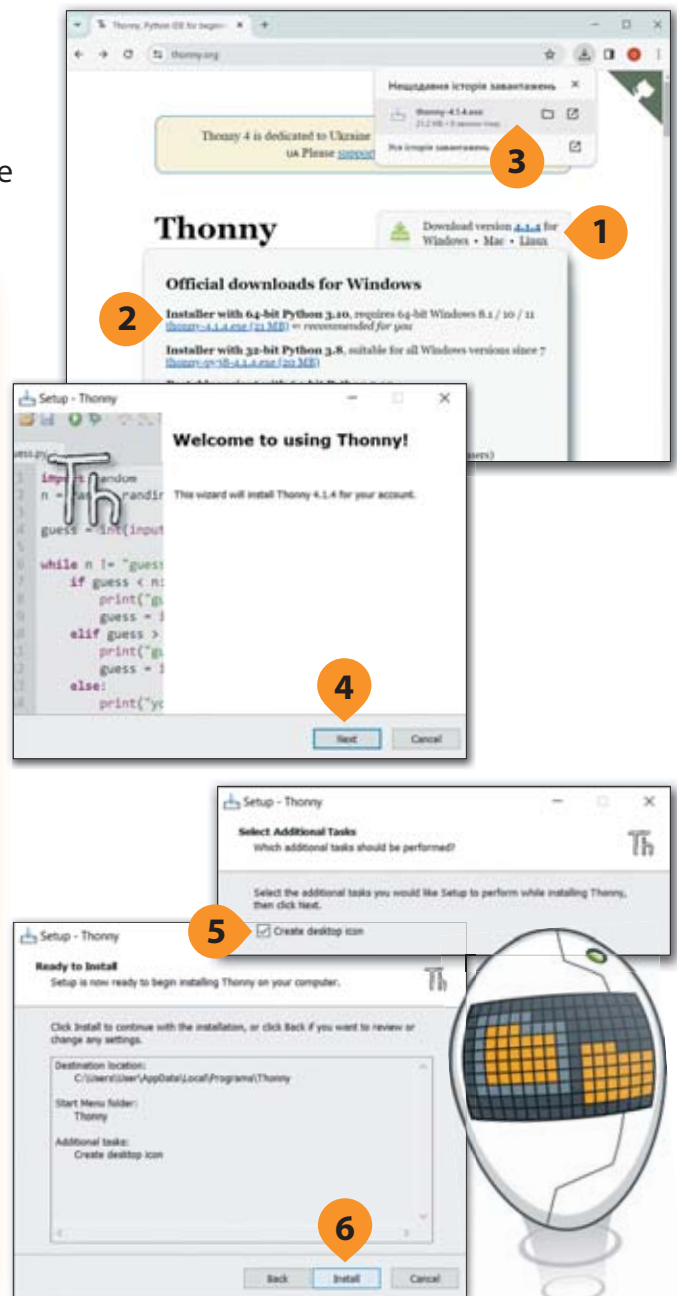 Thonny, Python IDE for beginn
thonny.org
Нещодавня історія завантажень
thonny-4.1.4.exe
Уся історія завантажень
3
Thonny 4 is dedicated to Ukraine
UA Please support
Thonny
Download version 4.1.4 for
Windows • Mac • Linux
1
Official downloads for Windows
2
Installer with 64-bit Python 3.10, requires 64-bit Windows 8.1 / 10 / 11
thonny-4.1.4.exe (21 MB) ⇐ recommended for you
Installer with 32-bit Python 3.8, suitable for all Windows versions since 7
thonny-py38-4.1.4.exe (20 MB)
users)
e
Setup - Thonny
Welcome to using Thonny!
This wizard will install Thonny 4.1.4 for your account.
Th
guess = int(input
while n != "guess
if guess < n:
print("gu
guess = i
elif guess >
print("gu
guess = i
else:
print("yo
4
Next
Cancel
Setup - Thonny
Select Additional Tasks
Which additional tasks should be performed?
Th
Select the additional tasks you would like Setup to perform while installing Thonny,
then click Next.
5
Create desktop icon
Setup - Thonny
Ready to Install
Setup is now ready to begin installing Thonny on your computer.
Th
Click Install to continue with the installation, or click Back if you want to review or
change any settings.
Destination location:
C:\Users\User\AppData\Local\Programs\Thonny
Start Menu folder:
Thonny
Additional tasks:
Create desktop icon
6
Back
Install
Cancel